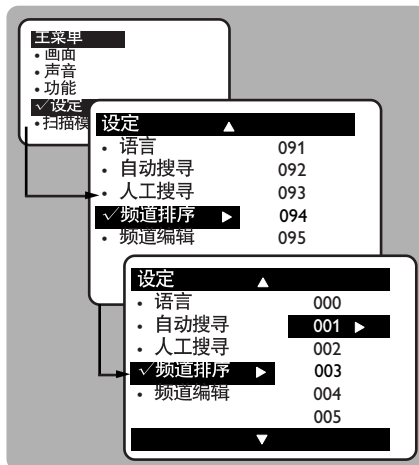 主菜单
• 画面
• 声音
• 功能
✓设定
•扫描模
设定 ▲
• 语言 091
• 自动搜寻 092
• 人工搜寻 093
✓频道排序 ▶ 094
• 频道编辑 095
设定 ▲
• 语言 000
• 自动搜寻 001 ▶
• 人工搜寻 002
✓频道排序 ▶ 003
• 频道编辑 004
005
▼